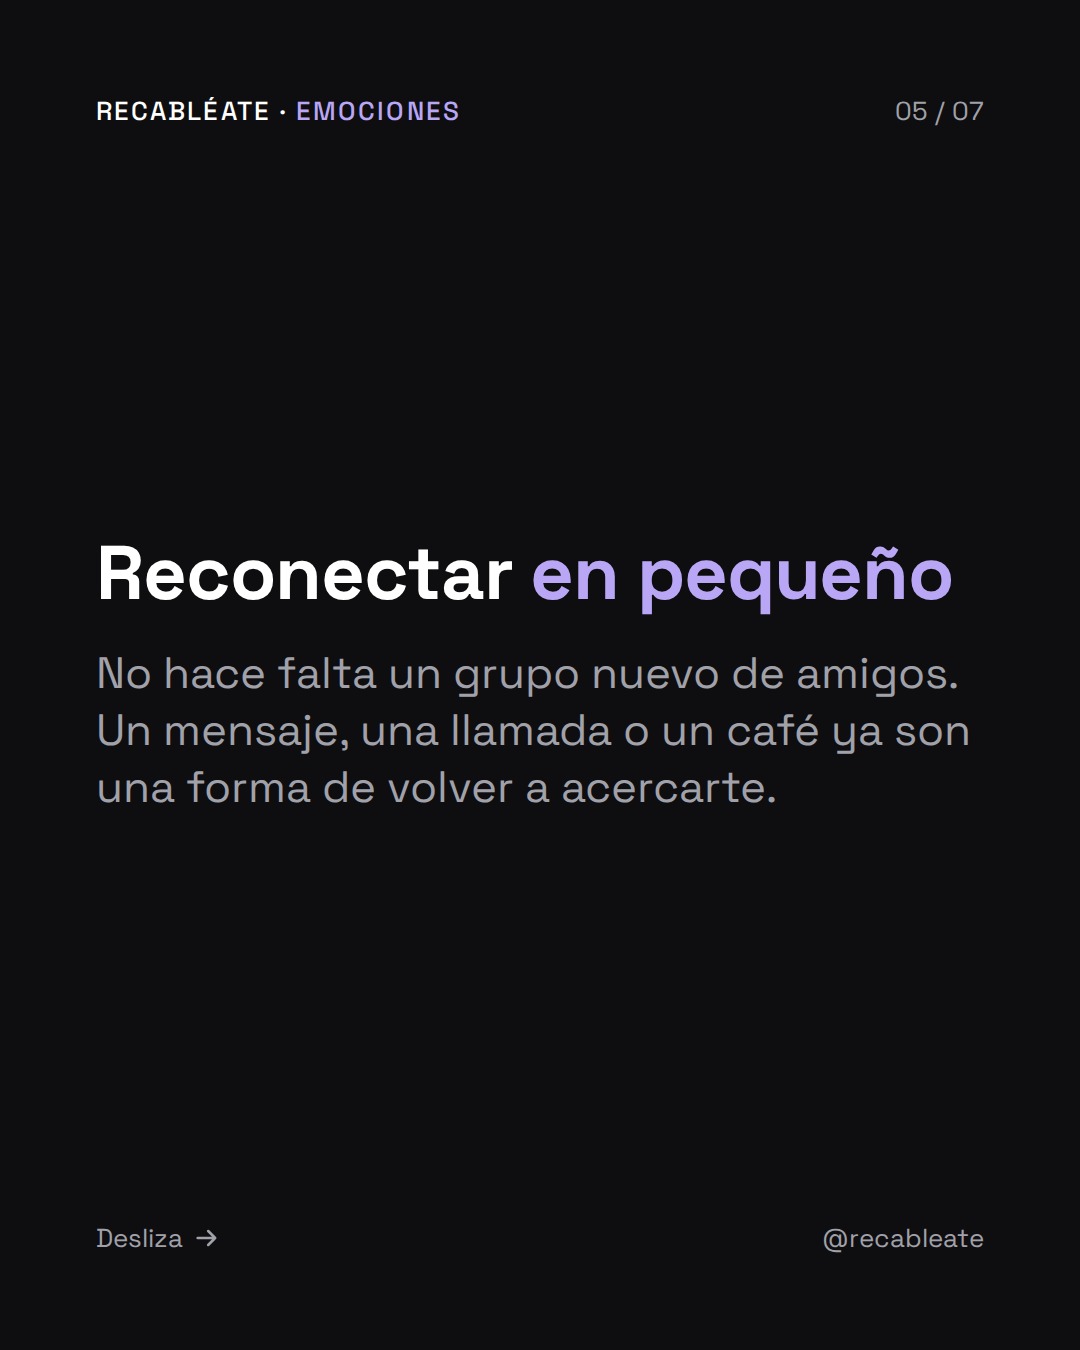 RECABLÉATE · EMOCIONES
05 / 07
Reconectar en pequeño
No hace falta un grupo nuevo de amigos.
Un mensaje, una llamada o un café ya son
una forma de volver a acercarte.
Desliza →
@recableate